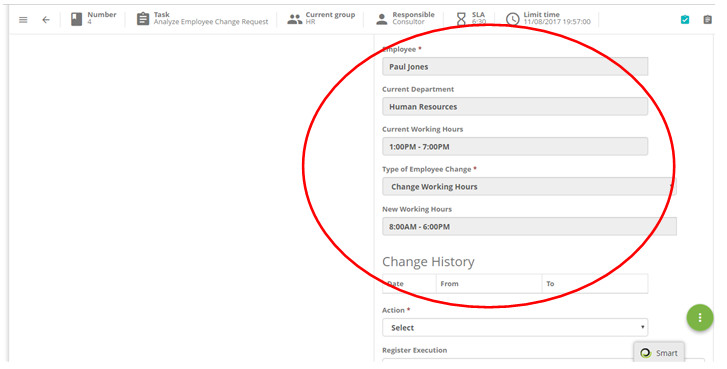 Number
4
Task
Analyze Employee Change Request
Current group
HR
Responsible
Consultor
SLA
6:30
Limit time
11/08/2017 19:57:00
Employee *
Paul Jones
Current Department
Human Resources
Current Working Hours
1:00PM - 7:00PM
Type of Employee Change *
Change Working Hours
New Working Hours
8:00AM - 6:00PM
Change History
Date From To
Action *
Select
Register Execution
Smart